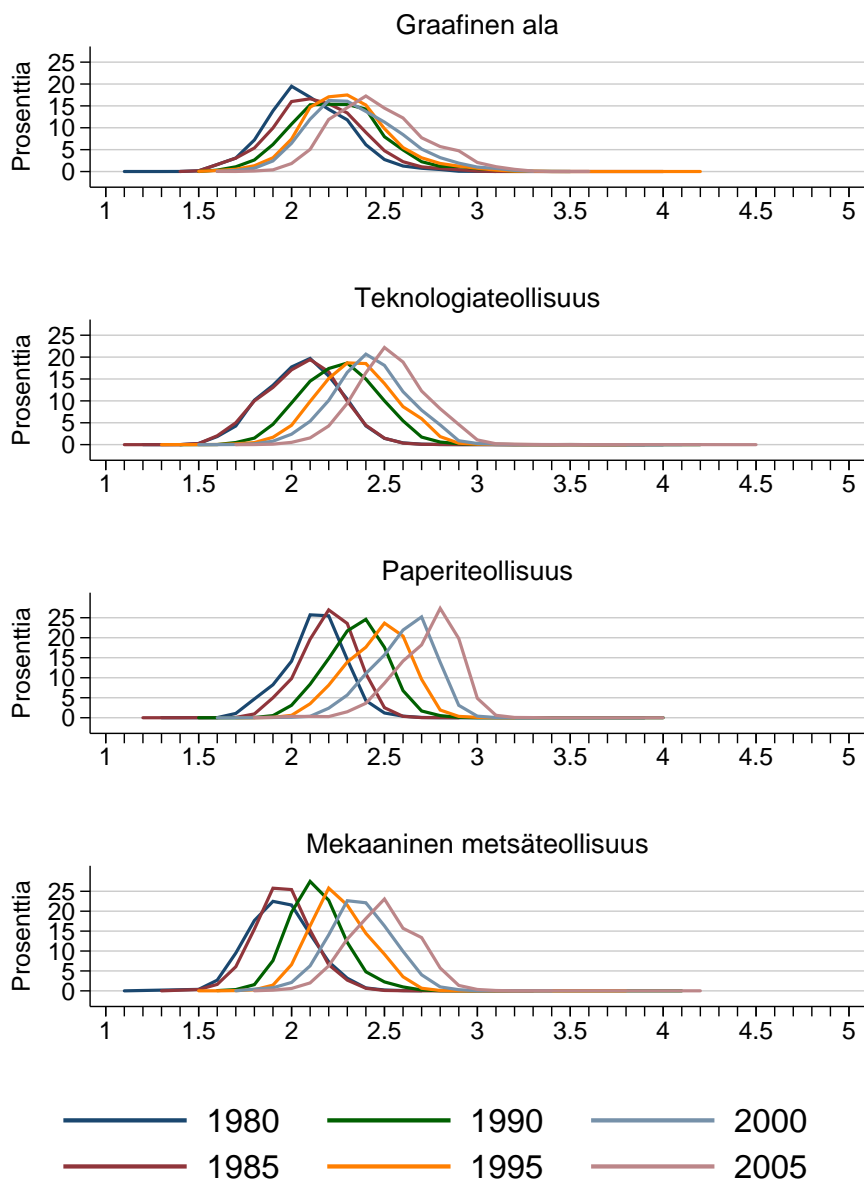 Graafinen ala
Prosenttia
25
20
15
10
5
0
1 1.5 2 2.5 3 3.5 4 4.5 5
Teknologiateollisuus
Prosenttia
25
20
15
10
5
0
1 1.5 2 2.5 3 3.5 4 4.5 5
Paperiteollisuus
Prosenttia
25
20
15
10
5
0
1 1.5 2 2.5 3 3.5 4 4.5 5
Mekaaninen metsäteollisuus
Prosenttia
25
20
15
10
5
0
1 1.5 2 2.5 3 3.5 4 4.5 5
1980 1990 2000
1985 1995 2005